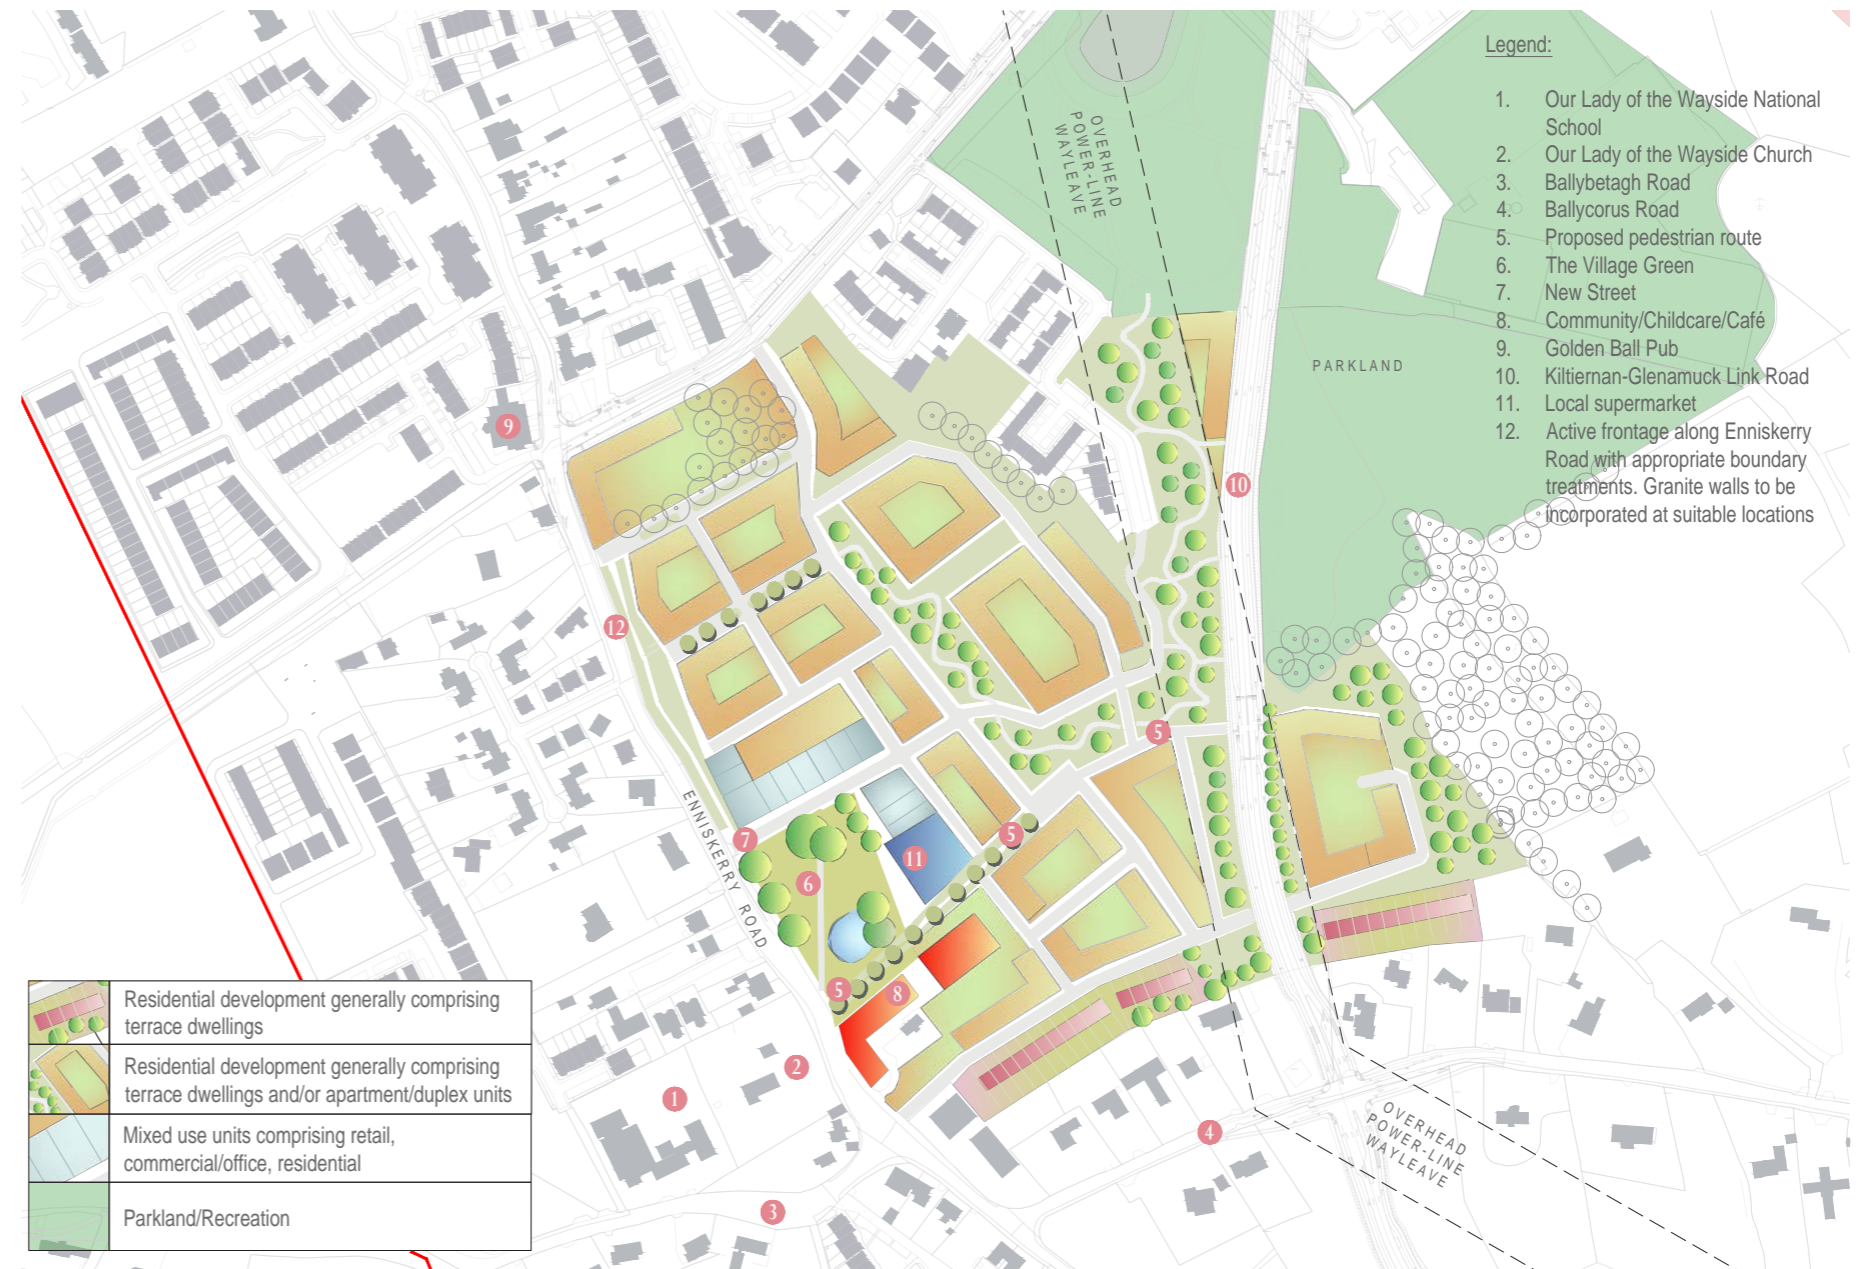 Legend:
1. Our Lady of the Wayside National
School
2. Our Lady of the Wayside Church
3. Ballybetagh Road
4. Ballycorus Road
5. Proposed pedestrian route
6. The Village Green
7. New Street
8. Community/Childcare/Café
9. Golden Ball Pub
10. Kiltiernan-Glenamuck Link Road
11. Local supermarket
12. Active frontage along Enniskerry
Road with appropriate boundary
treatments. Granite walls to be
incorporated at suitable locations
OVERHEAD
POWER-LINE
WAYLEAVE
PARKLAND
9
10
12
5
7
11
5
6
ENNISKERRY ROAD
5
8
2
1
4
3
OVERHEAD
POWER-LINE
WAYLEAVE
Residential development generally comprising
terrace dwellings
Residential development generally comprising
terrace dwellings and/or apartment/duplex units
Mixed use units comprising retail,
commercial/office, residential
Parkland/Recreation